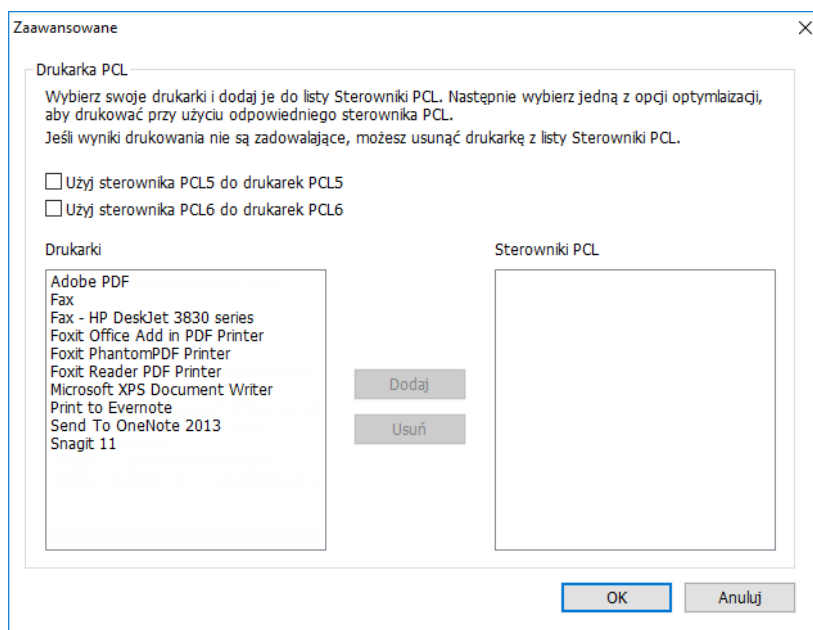 Zaawansowane
Drukarka PCL
Wybierz swoje drukarki i dodaj je do listy Sterowniki PCL. Następnie wybierz jedną z opcji optymlaizacji,
aby drukować przy użyciu odpowiedniego sterownika PCL.
Jeśli wyniki drukowania nie są zadowalające, możesz usunąć drukarkę z listy Sterowniki PCL.
Użyj sterownika PCL5 do drukarek PCL5
Użyj sterownika PCL6 do drukarek PCL6
Drukarki
Sterowniki PCL
Adobe PDF
Fax
Fax - HP DeskJet 3830 series
Foxit Office Add in PDF Printer
Foxit PhantomPDF Printer
Foxit Reader PDF Printer
Microsoft XPS Document Writer
Print to Evernote
Send To OneNote 2013
Snagit 11
Dodaj
Usuń
OK
Anuluj